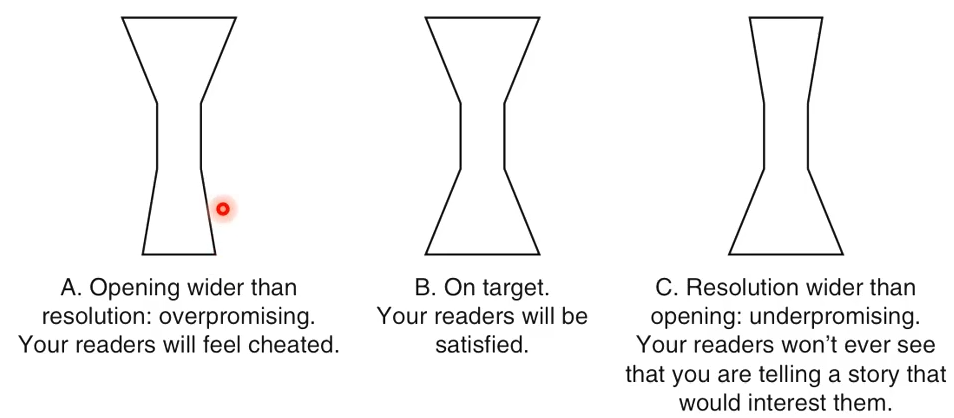 A. Opening wider than
resolution: overpromising.
Your readers will feel cheated.
B. On target.
Your readers will be
satisfied.
C. Resolution wider than
opening: underpromising.
Your readers won't ever see
that you are telling a story that
would interest them.